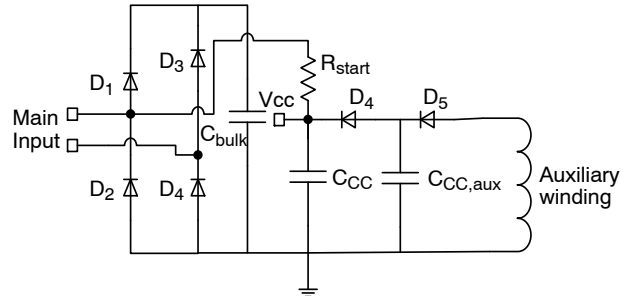 D3
D1
Rstart
Vcc
D4
D5
Main
Input
Cbulk
D2
D4
CCC
CCC,aux
Auxiliary
winding